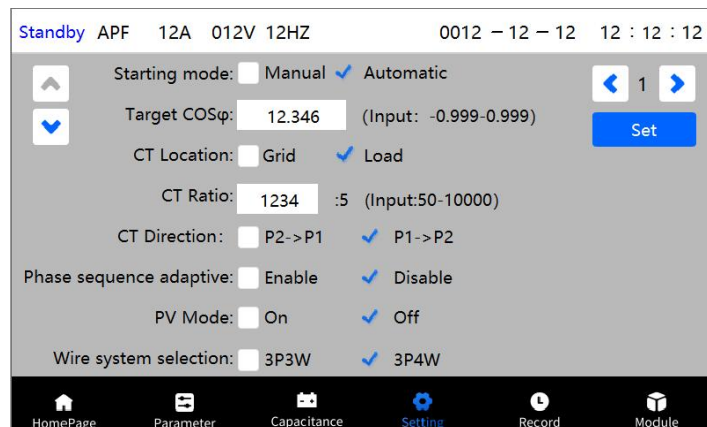 Standby APF 12A 012V 12HZ 0012 － 12 － 12 12 : 12 : 12
Starting mode: Manual Automatic
1
Target COSφ: 12.346 (Input: -0.999-0.999)
Set
CT Location: Grid Load
CT Ratio: 1234 :5 (Input:50-10000)
CT Direction: P2->P1 P1->P2
Phase sequence adaptive: Enable Disable
PV Mode: On Off
Wire system selection: 3P3W 3P4W
HomePage Parameter Capacitance Setting Record Module